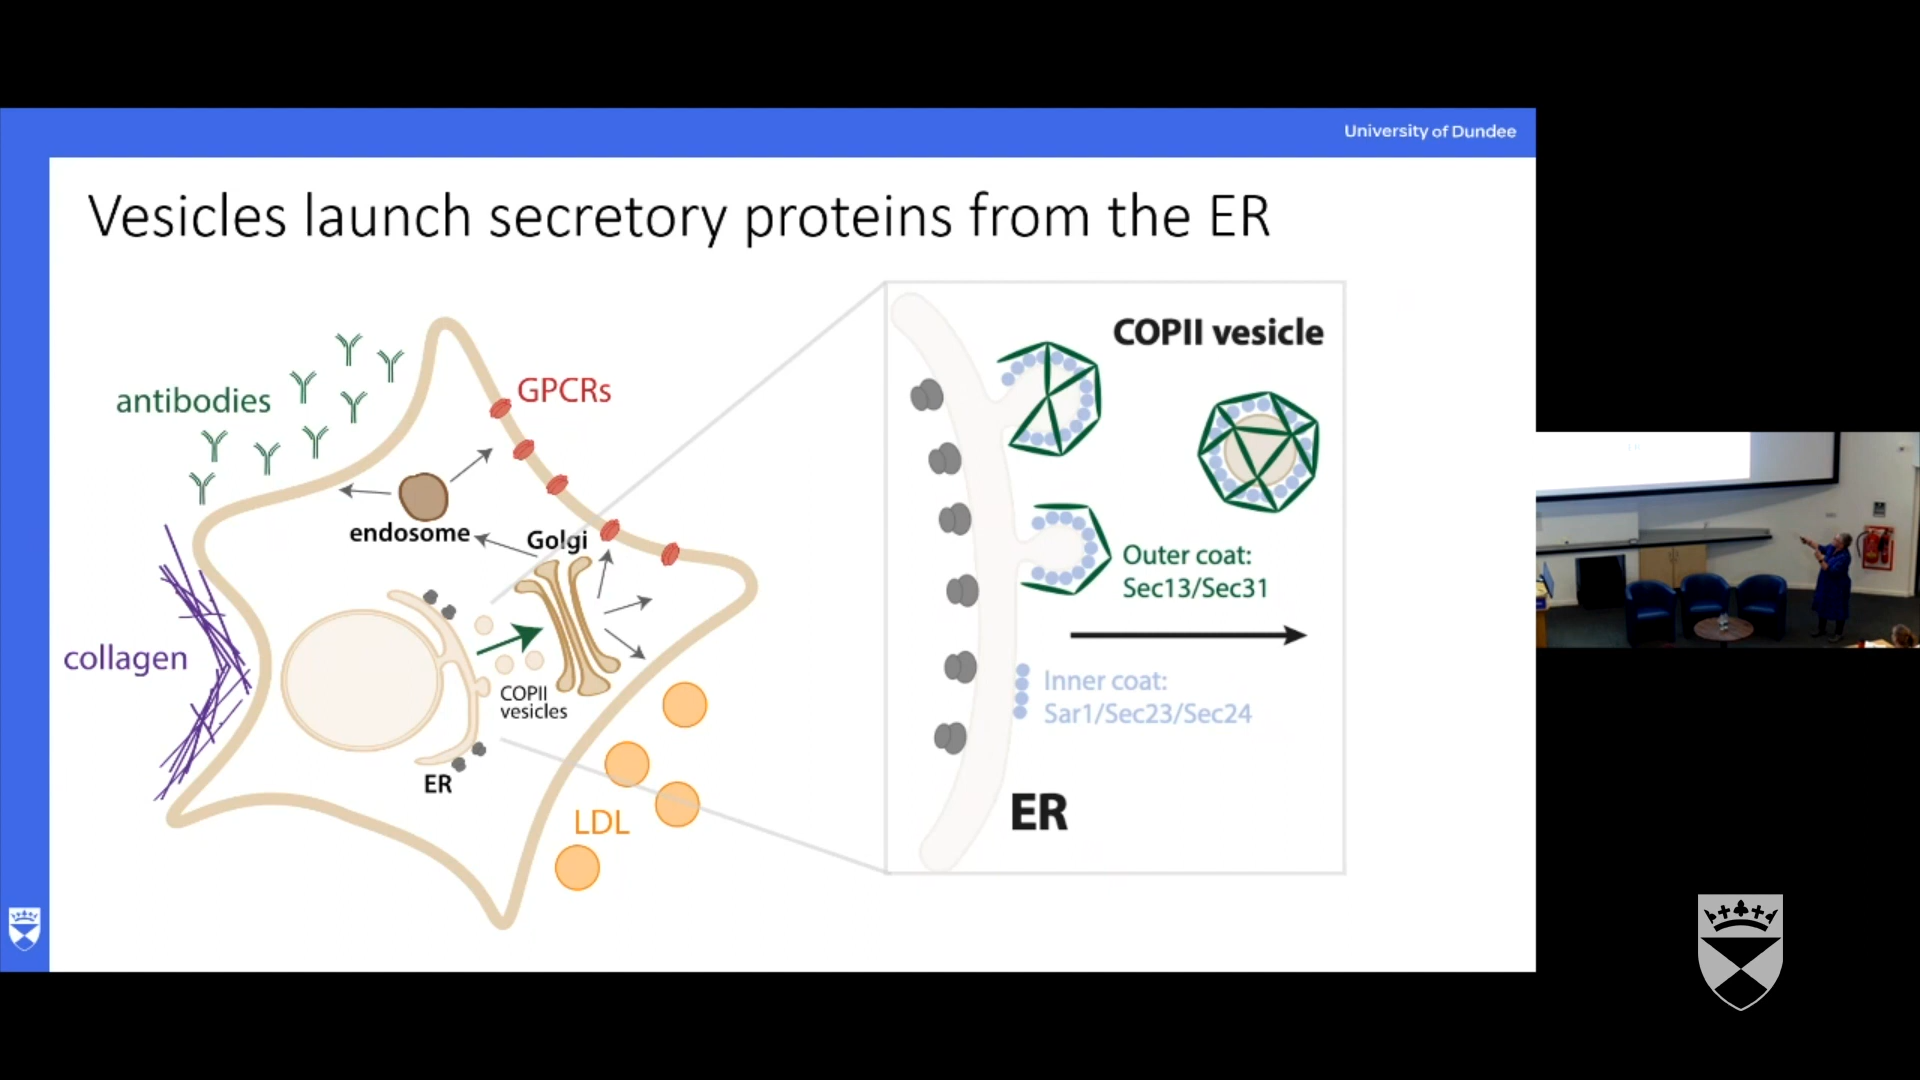 University of Dundee
Vesicles launch secretory proteins from the ER
antibodies
GPCRs
endosome
Golgi
collagen
COPII
vesicles
ER
LDL
COPII vesicle
Outer coat:
Sec13/Sec31
Inner coat:
Sar1/Sec23/Sec24
ER